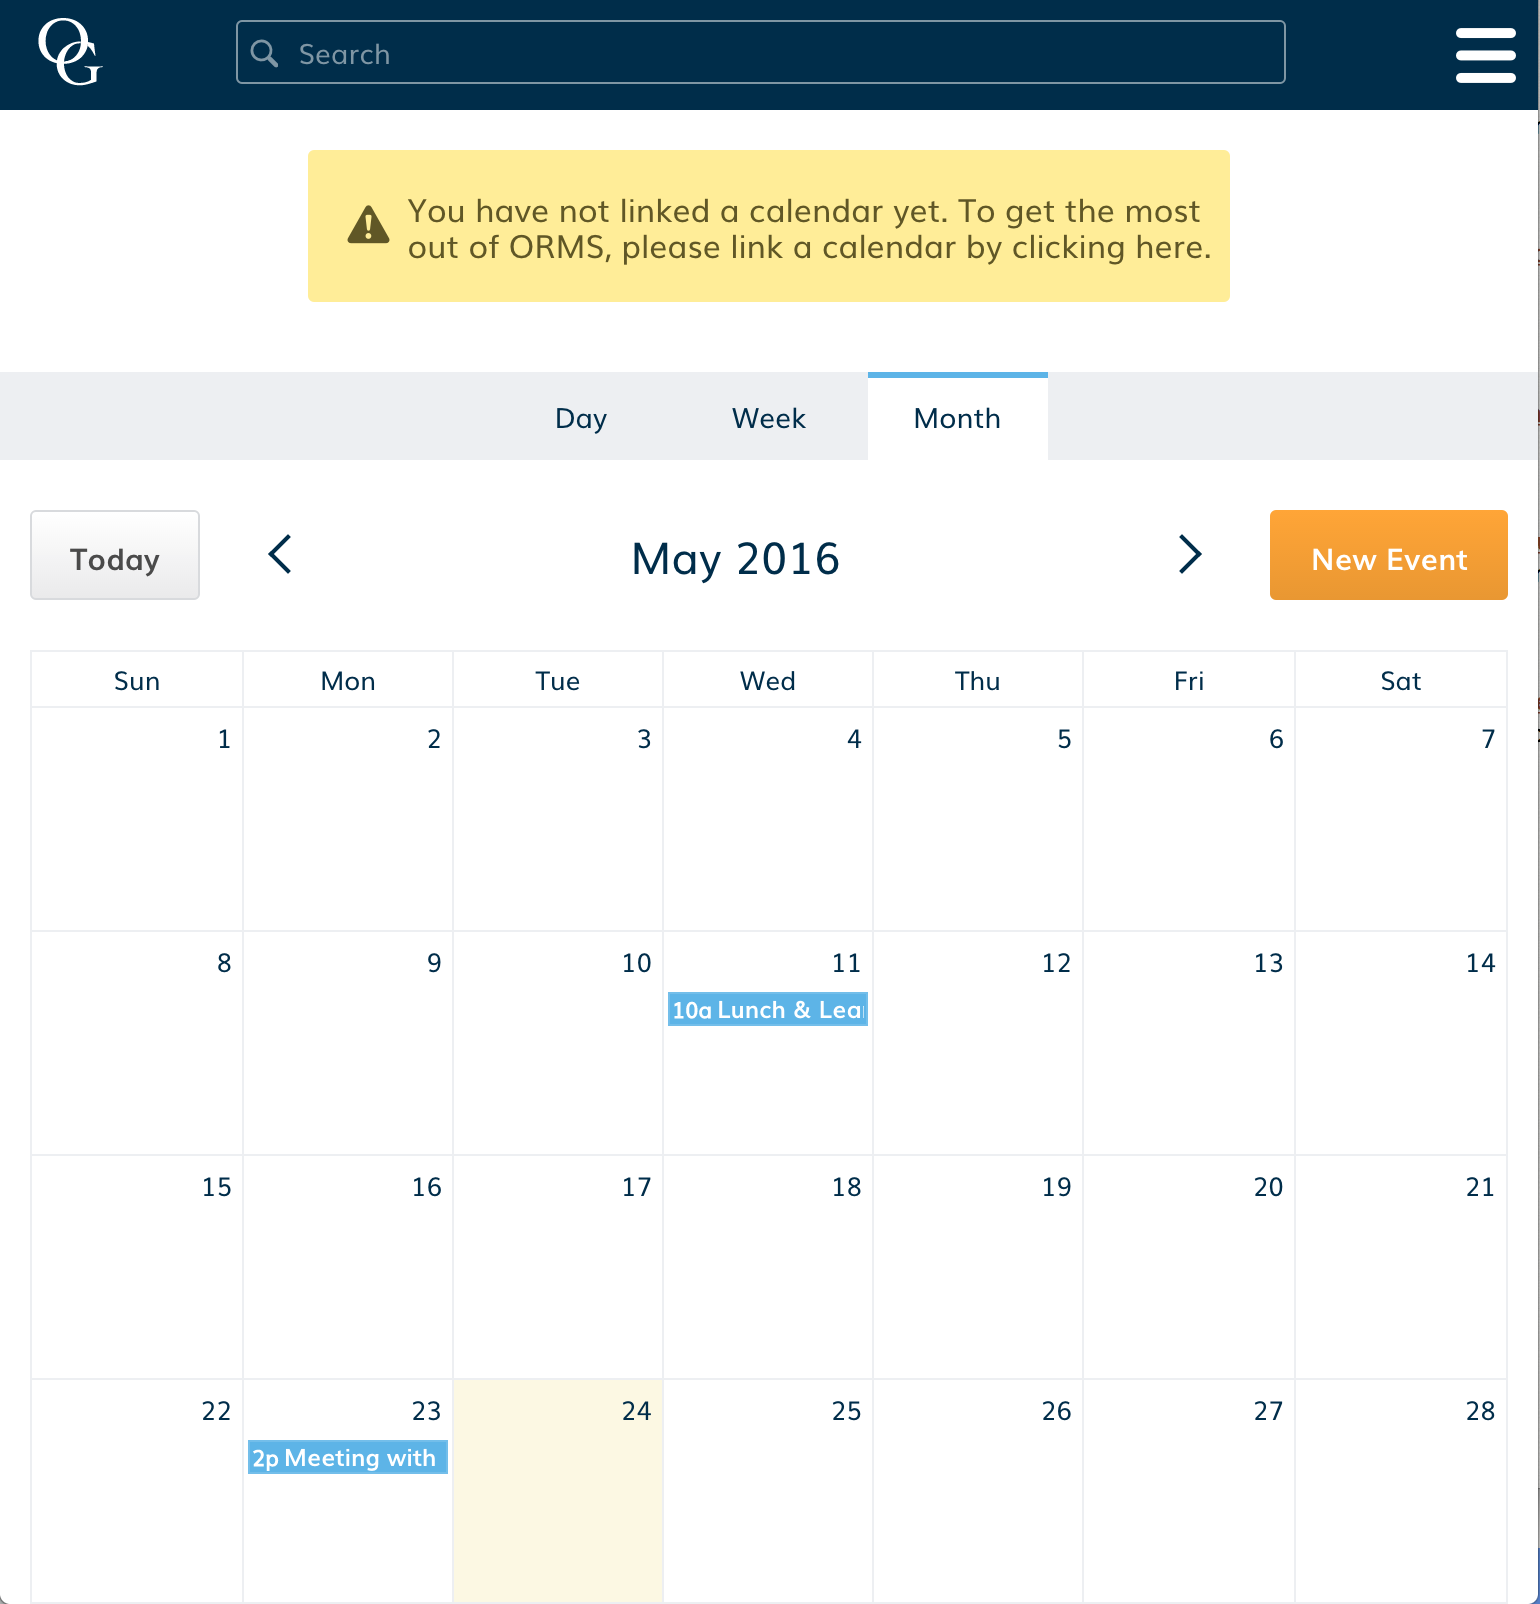 OG
Search
You have not linked a calendar yet. To get the most
out of ORMS, please link a calendar by clicking here.
Day Week Month
Today May 2016 New Event
Sun Mon Tue Wed Thu Fri Sat
1 2 3 4 5 6 7
8 9 10 11 12 13 14
10a Lunch & Lea
15 16 17 18 19 20 21
22 23 24 25 26 27 28
2p Meeting with